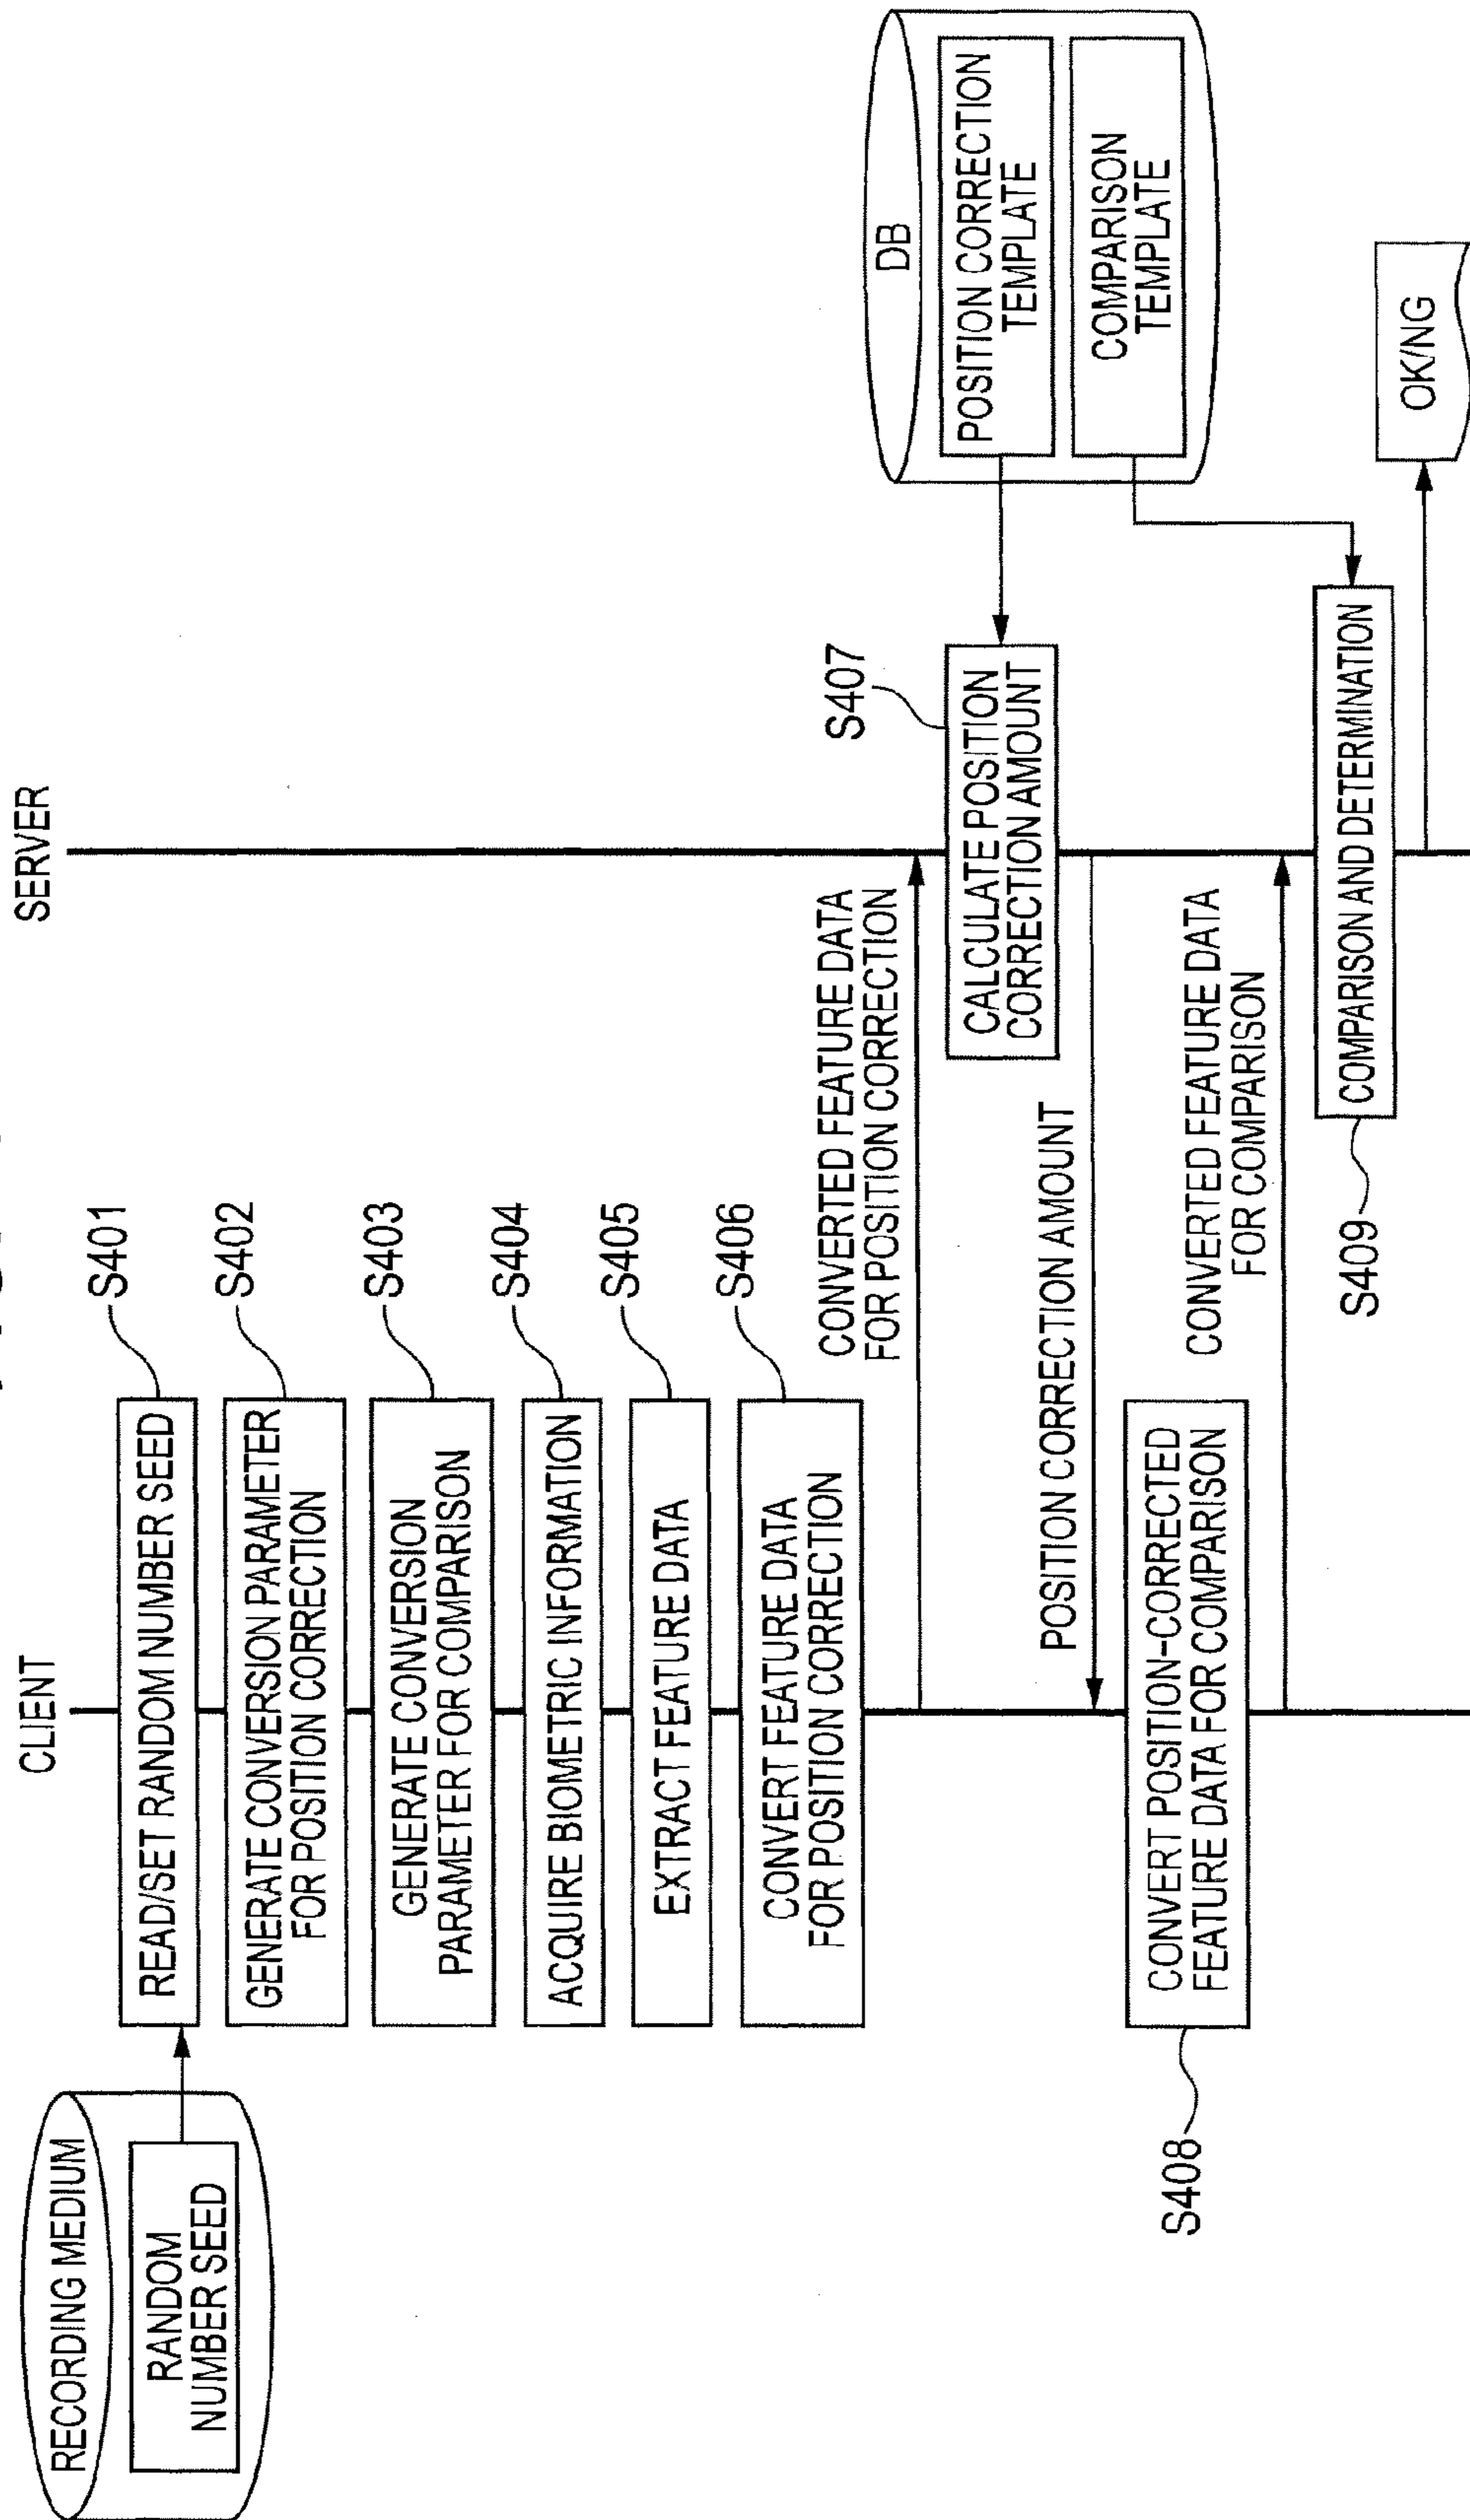 CLIENT
SERVER
RECORDING MEDIUM
RANDOM
NUMBER SEED
READ/SET RANDOM NUMBER SEED
S401
GENERATE CONVERSION PARAMETER
FOR POSITION CORRECTION
S402
GENERATE CONVERSION
PARAMETER FOR COMPARISON
S403
ACQUIRE BIOMETRIC INFORMATION
S404
EXTRACT FEATURE DATA
S405
CONVERT FEATURE DATA
FOR POSITION CORRECTION
S406
CONVERTED FEATURE DATA
FOR POSITION CORRECTION
S407
CALCULATE POSITION
CORRECTION AMOUNT
DB
POSITION CORRECTION
TEMPLATE
COMPARISON
TEMPLATE
POSITION CORRECTION AMOUNT
S408
CONVERT POSITION-CORRECTED
FEATURE DATA FOR COMPARISON
CONVERTED FEATURE DATA
FOR COMPARISON
S409
COMPARISON AND DETERMINATION
OK/NG